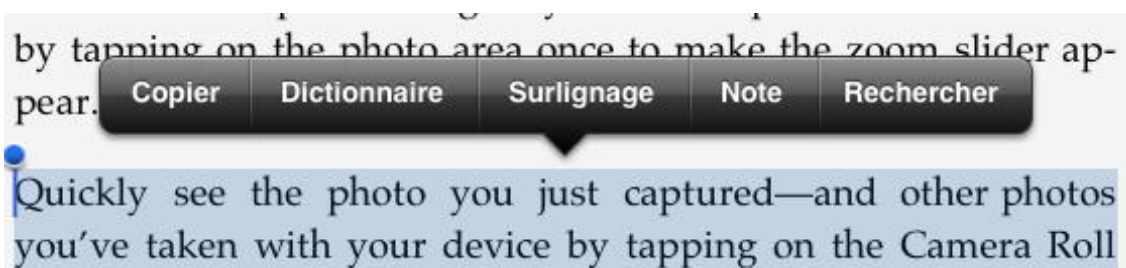 by tapping on the photo area once to make the zoom slider ap-
pear.
Copier Dictionnaire Surlignage Note Rechercher
Quickly see the photo you just captured—and other photos
you've taken with your device by tapping on the Camera Roll